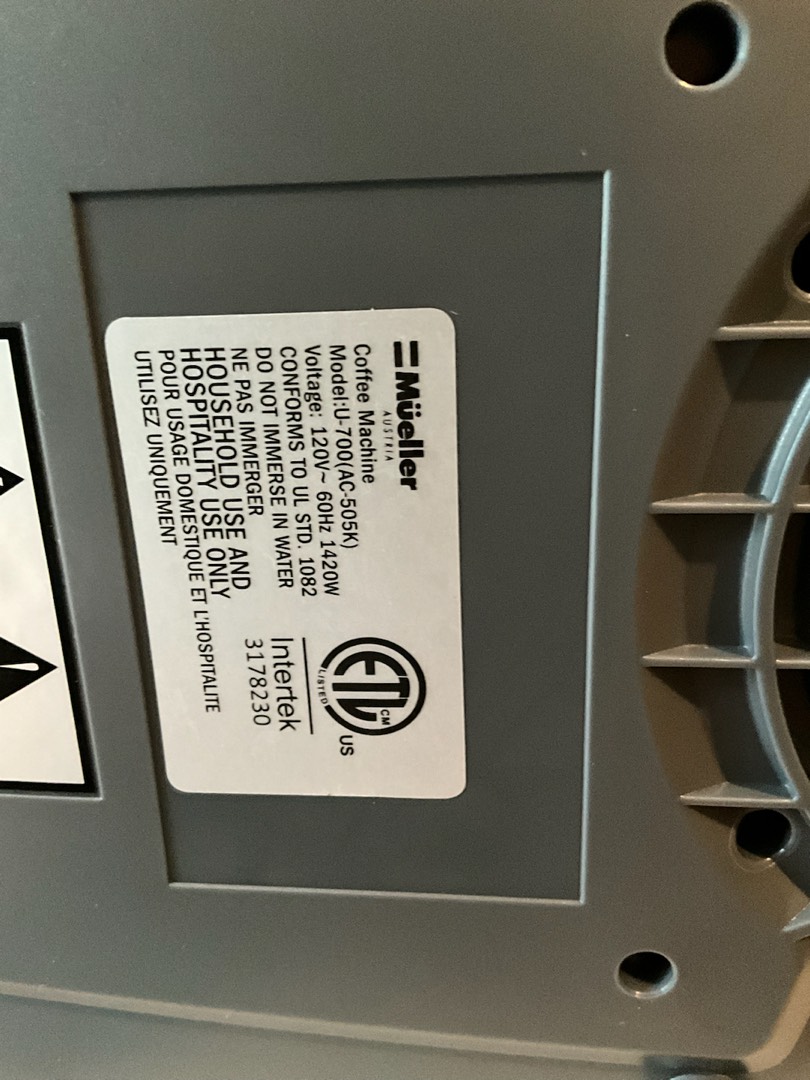 Müeller
AUSTRIA
Coffee Machine
Model:U-700(AC-505K)
Voltage: 120V~ 60Hz 1420W
CONFORMS TO UL STD. 1082
DO NOT IMMERSE IN WATER
NE PAS IMMERGER
HOUSEHOLD USE AND
HOSPITALITY USE ONLY
POUR USAGE DOMESTIQUE ET L'HOSPITALITE
UTILISEZ UNIQUEMENT
ETL
CM
LISTED
US
Intertek
3178230